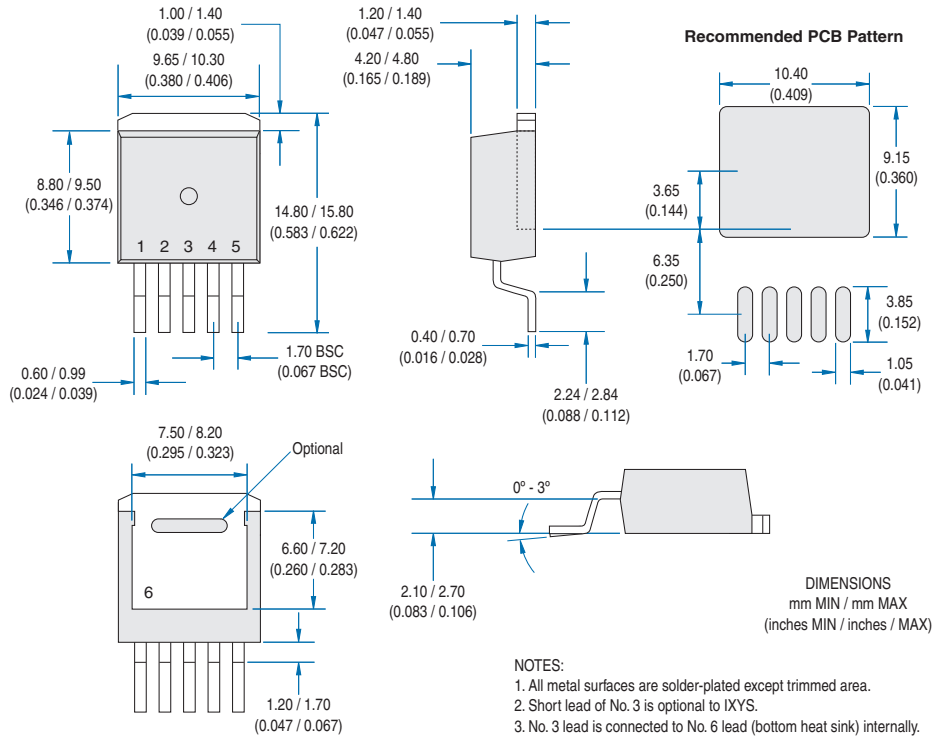 1.00 / 1.40
(0.039 / 0.055)
9.65 / 10.30
(0.380 / 0.406)
8.80 / 9.50
(0.346 / 0.374)
14.80 / 15.80
(0.583 / 0.622)
1 2 3 4 5
1.70 BSC
(0.067 BSC)
0.60 / 0.99
(0.024 / 0.039)
1.20 / 1.40
(0.047 / 0.055)
4.20 / 4.80
(0.165 / 0.189)
0.40 / 0.70
(0.016 / 0.028)
2.24 / 2.84
(0.088 / 0.112)
Recommended PCB Pattern
10.40
(0.409)
9.15
(0.360)
3.65
(0.144)
6.35
(0.250)
3.85
(0.152)
1.70
(0.067)
1.05
(0.041)
7.50 / 8.20
(0.295 / 0.323)
Optional
6.60 / 7.20
(0.260 / 0.283)
6
1.20 / 1.70
(0.047 / 0.067)
0º - 3º
2.10 / 2.70
(0.083 / 0.106)
DIMENSIONS
mm MIN / mm MAX
(inches MIN / inches / MAX)
NOTES:
1. All metal surfaces are solder-plated except trimmed area.
2. Short lead of No. 3 is optional to IXYS.
3. No. 3 lead is connected to No. 6 lead (bottom heat sink) internally.